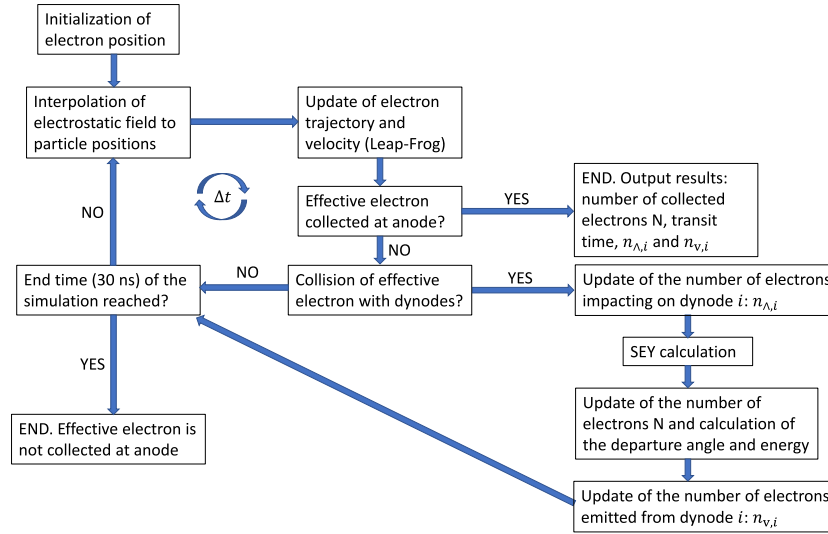 Initialization of
electron position
Interpolation of
electrostatic field to
particle positions
Update of electron
trajectory and
velocity (Leap-Frog)
Δt
NO
Effective electron
collected at anode?
YES
END. Output results:
number of collected
electrons N, transit
time, n∧,i and nv,i
NO
End time (30 ns) of the
simulation reached?
NO
Collision of effective
electron with dynodes?
YES
Update of the number of electrons
impacting on dynode i: n∧,i
YES
SEY calculation
END. Effective electron is
not collected at anode
Update of the number of
electrons N and calculation of
the departure angle and energy
Update of the number of electrons
emitted from dynode i: nv,i